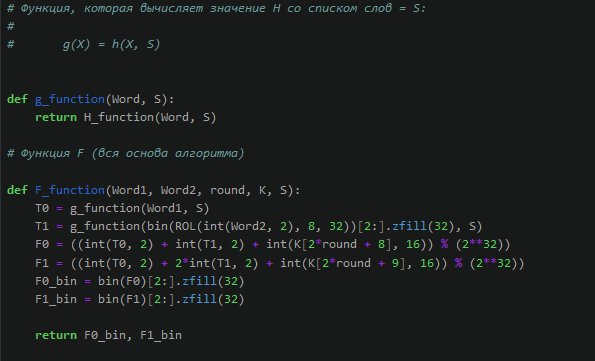 # Функция, которая вычисляет значение H со списком слов = S:
#
#      g(X) = h(X, S)
def g_function(Word, S):
    return H_function(Word, S)
# Функция F (вся основа алгоритма)
def F_function(Word1, Word2, round, K, S):
    T0 = g_function(Word1, S)
    T1 = g_function(bin(ROL(int(Word2, 2), 8, 32))[2:].zfill(32), S)
    F0 = ((int(T0, 2) + int(T1, 2) + int(K[2*round + 8], 16)) % (2**32))
    F1 = ((int(T0, 2) + 2*int(T1, 2) + int(K[2*round + 9], 16)) % (2**32))
    F0_bin = bin(F0)[2:].zfill(32)
    F1_bin = bin(F1)[2:].zfill(32)
    return F0_bin, F1_bin